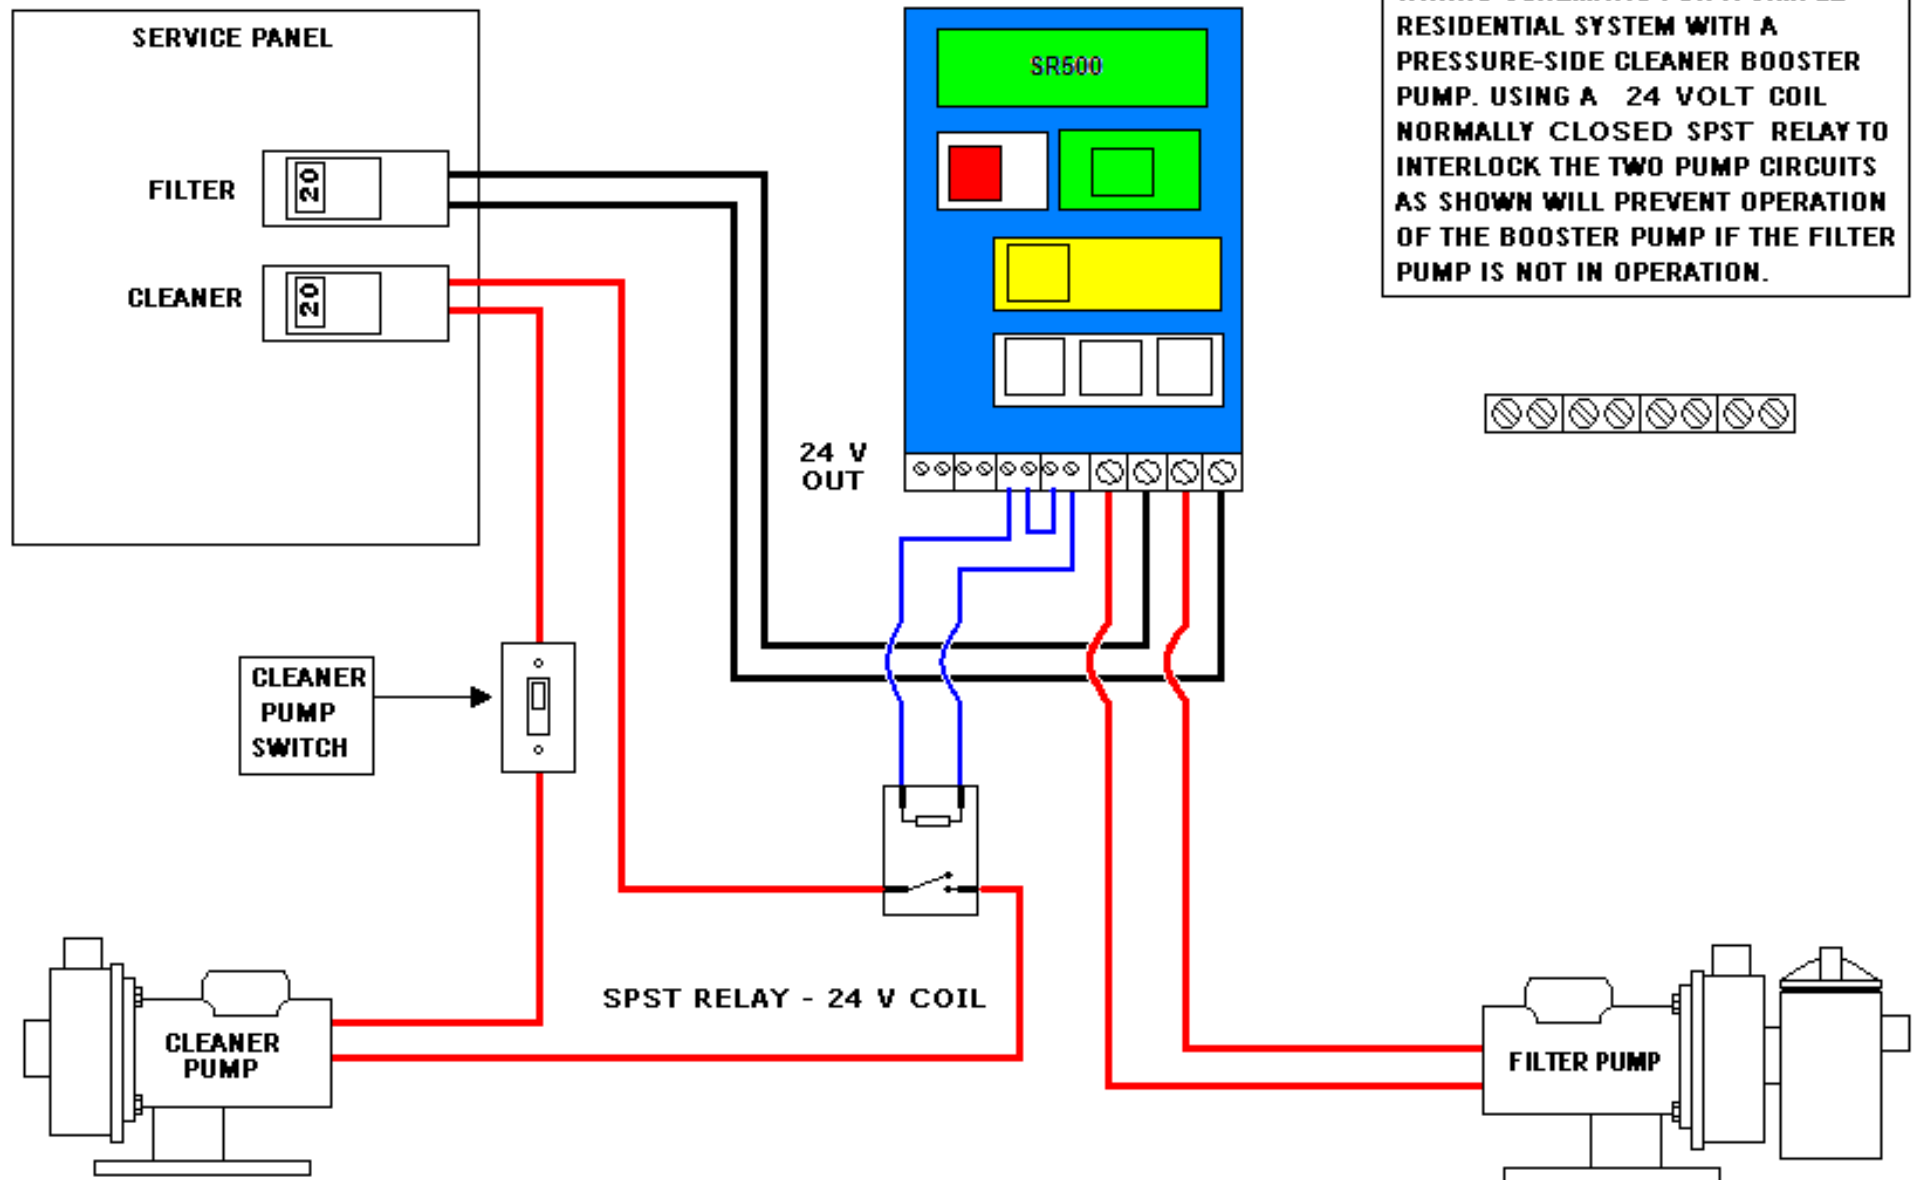 SERVICE PANEL
FILTER
20
CLEANER
20
SR500
RESIDENTIAL SYSTEM WITH A
PRESSURE-SIDE CLEANER BOOSTER
PUMP. USING A 24 VOLT COIL
NORMALLY CLOSED SPST RELAY TO
INTERLOCK THE TWO PUMP CIRCUITS
AS SHOWN WILL PREVENT OPERATION
OF THE BOOSTER PUMP IF THE FILTER
PUMP IS NOT IN OPERATION.
24 V
OUT
CLEANER
PUMP
SWITCH
SPST RELAY - 24 V COIL
CLEANER
PUMP
FILTER PUMP